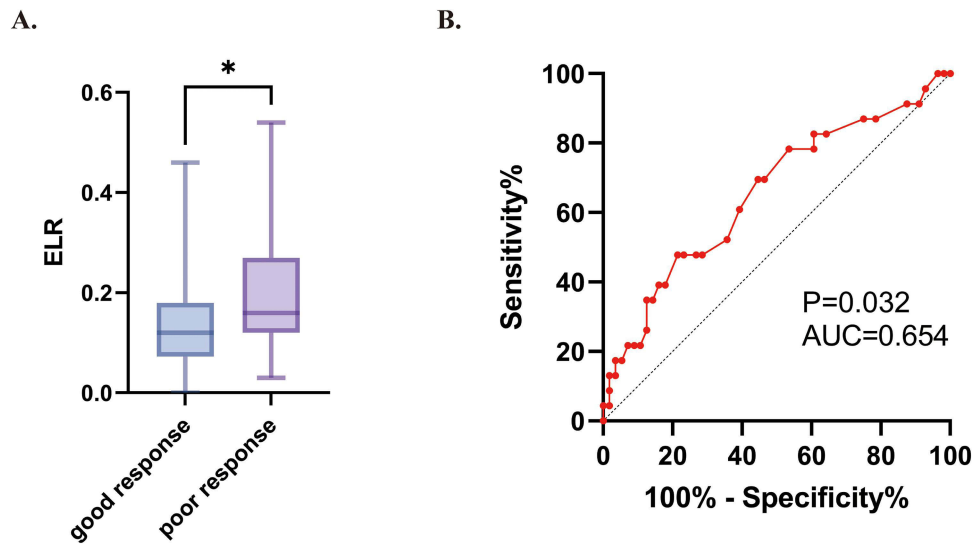 A.
*
0.6
0.4
0.2
0.0
ELR
good response
poor response
B.
100
80
60
40
20
0
Sensitivity%
P=0.032
AUC=0.654
0 20 40 60 80 100
100% - Specificity%